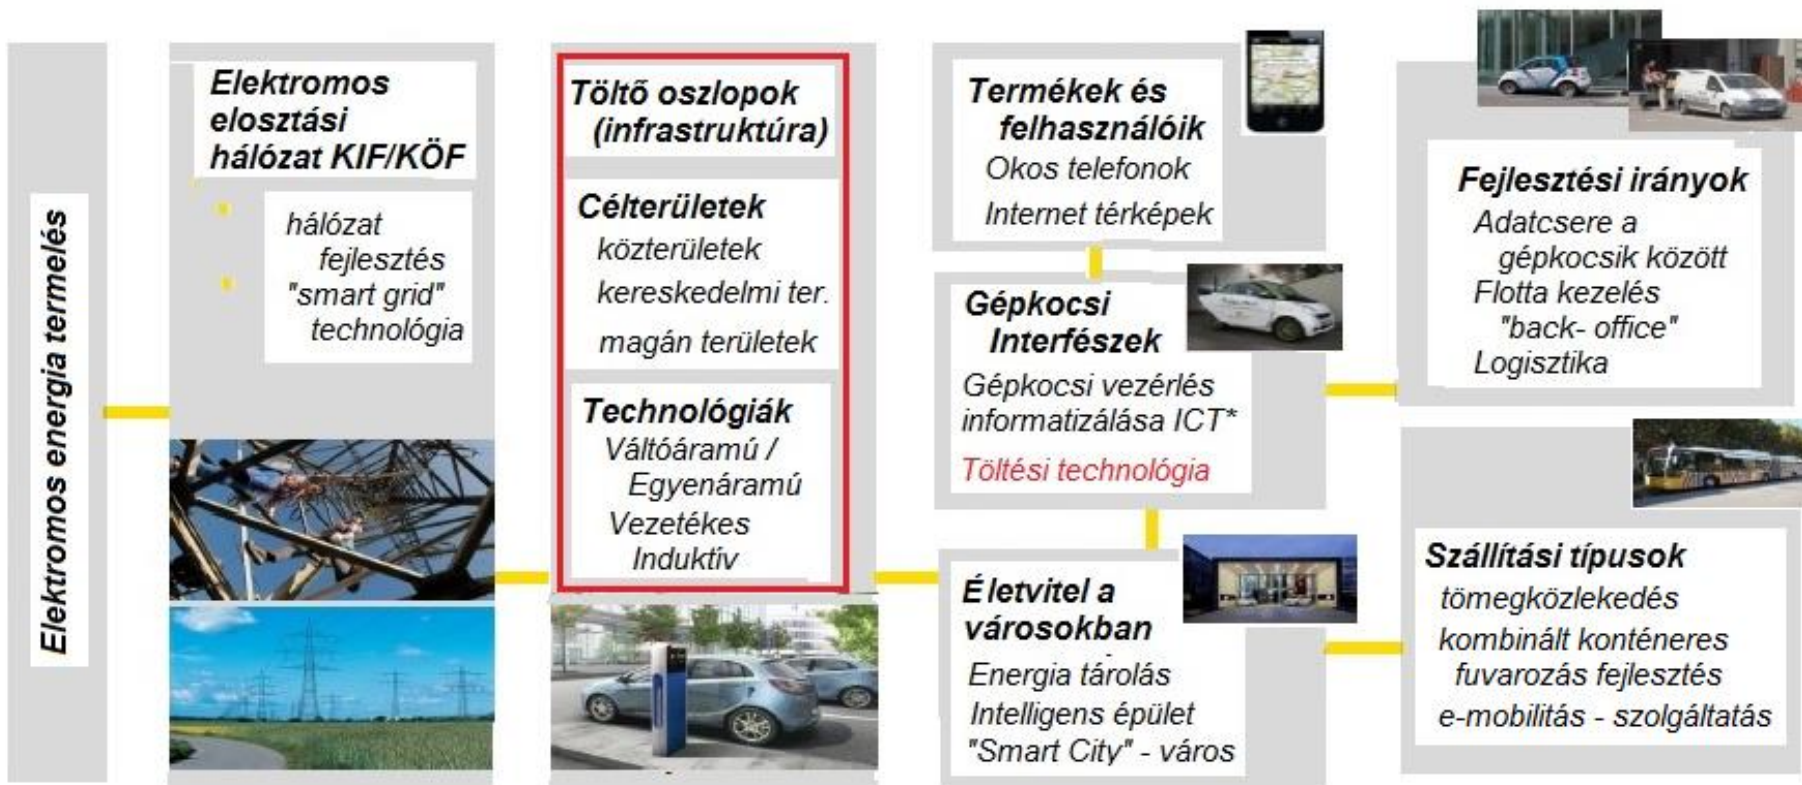 Elektromos energia termelés
Elektromos
elosztási
hálózat KIF/KÖF
hálózat
fejlesztés
"smart grid"
technológia
Töltő oszlopok
(infrastruktúra)
Célterületek
közterületek
kereskedelmi ter.
magán területek
Technológiák
Váltóáramú /
Egyenáramú
Vezetékes
Induktív
Termékek és
felhasználóik
Okos telefonok
Internet térképek
Gépkocsi
Interfészek
Gépkocsi vezérlés
informatizálása ICT*
Töltési technológia
Életvitel a
városokban
Energia tárolás
Intelligens épület
"Smart City" - város
Fejlesztési irányok
Adatcsere a
gépkocsik között
Flotta kezelés
"back- office"
Logisztika
Szállítási típusok
tömegközlekedés
kombinált konténeres
fuvarozás fejlesztés
e-mobilitás - szolgáltatás